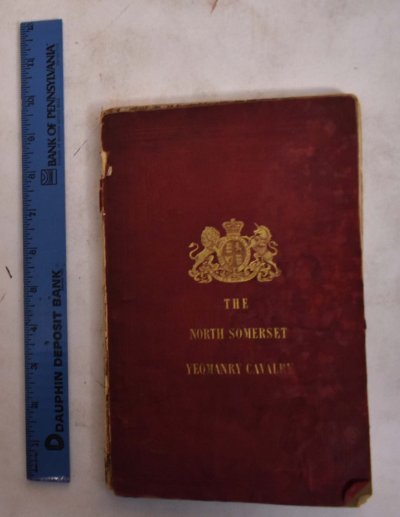 THE
NORTH SOMERSET
YEOMANRY CAVALRY
BANK OF PENNSYLVANIA
DAUPHIN DEPOSIT BANK